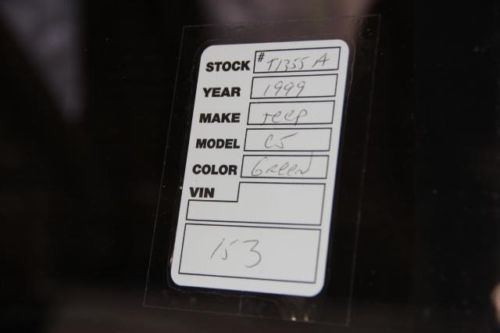 STOCK # T1355 A
YEAR 1999
MAKE Jeep
MODEL C5
COLOR Green
VIN
153